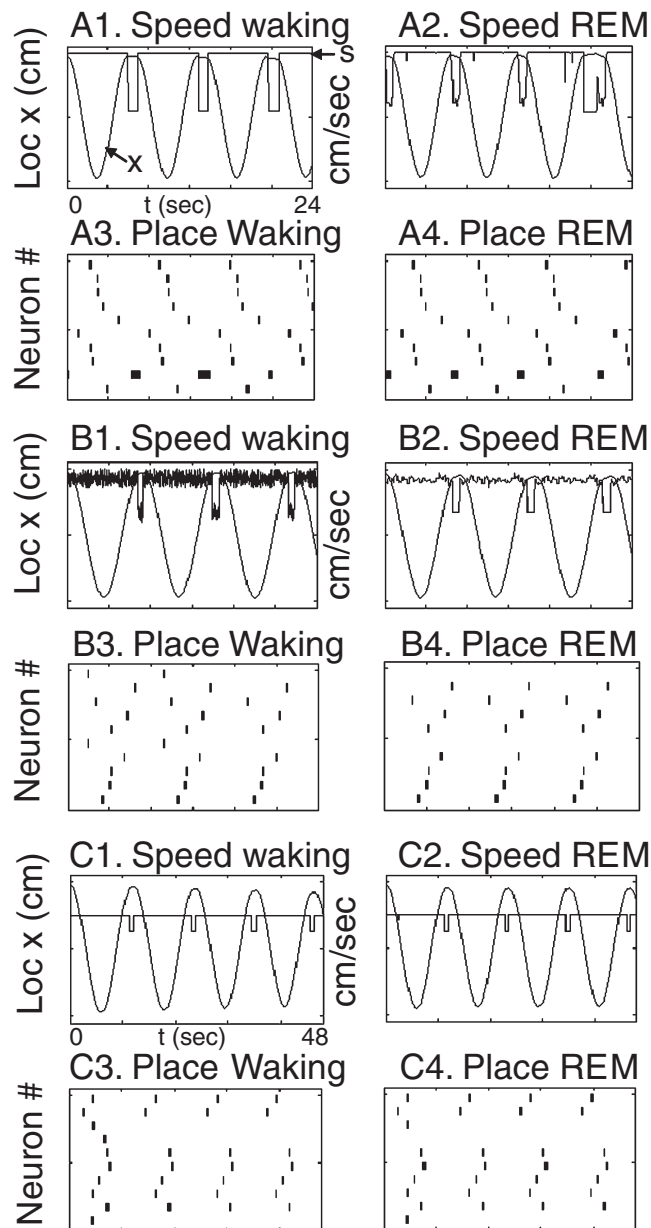 A1. Speed waking
A2. Speed REM
Loc x (cm)
s
x
cm/sec
0 t (sec) 24
A3. Place Waking
A4. Place REM
Neuron #
B1. Speed waking
B2. Speed REM
Loc x (cm)
cm/sec
B3. Place Waking
B4. Place REM
Neuron #
C1. Speed waking
C2. Speed REM
Loc x (cm)
cm/sec
0 t (sec) 48
C3. Place Waking
C4. Place REM
Neuron #